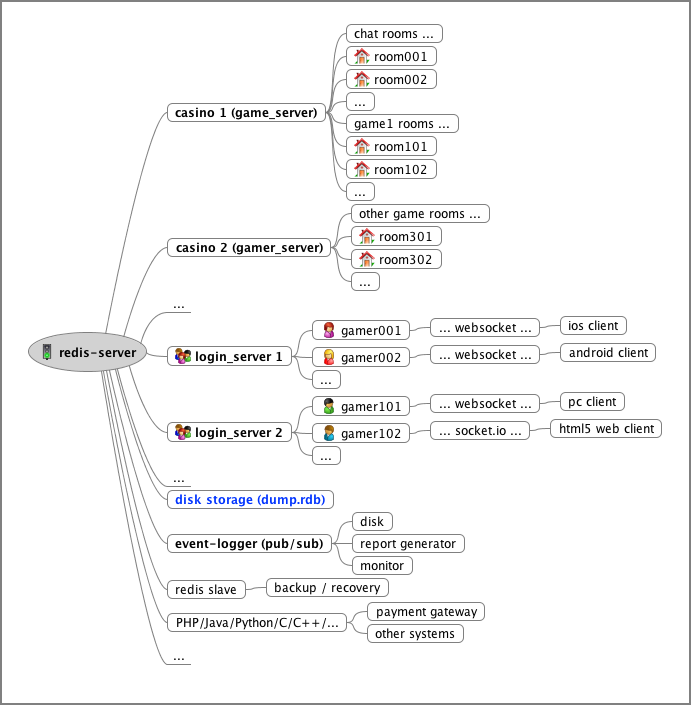 chat rooms ...
room001
room002
...
casino 1 (game_server)
game1 rooms ...
room101
room102
...
other game rooms ...
room301
casino 2 (gamer_server)
room302
...
...
redis-server
login_server 1
gamer001
... websocket ...
ios client
gamer002
... websocket ...
android client
...
login_server 2
gamer101
... websocket ...
pc client
gamer102
... socket.io ...
html5 web client
...
...
disk storage (dump.rdb)
event-logger (pub/sub)
disk
report generator
monitor
redis slave
backup / recovery
PHP/Java/Python/C/C++/...
payment gateway
other systems
...